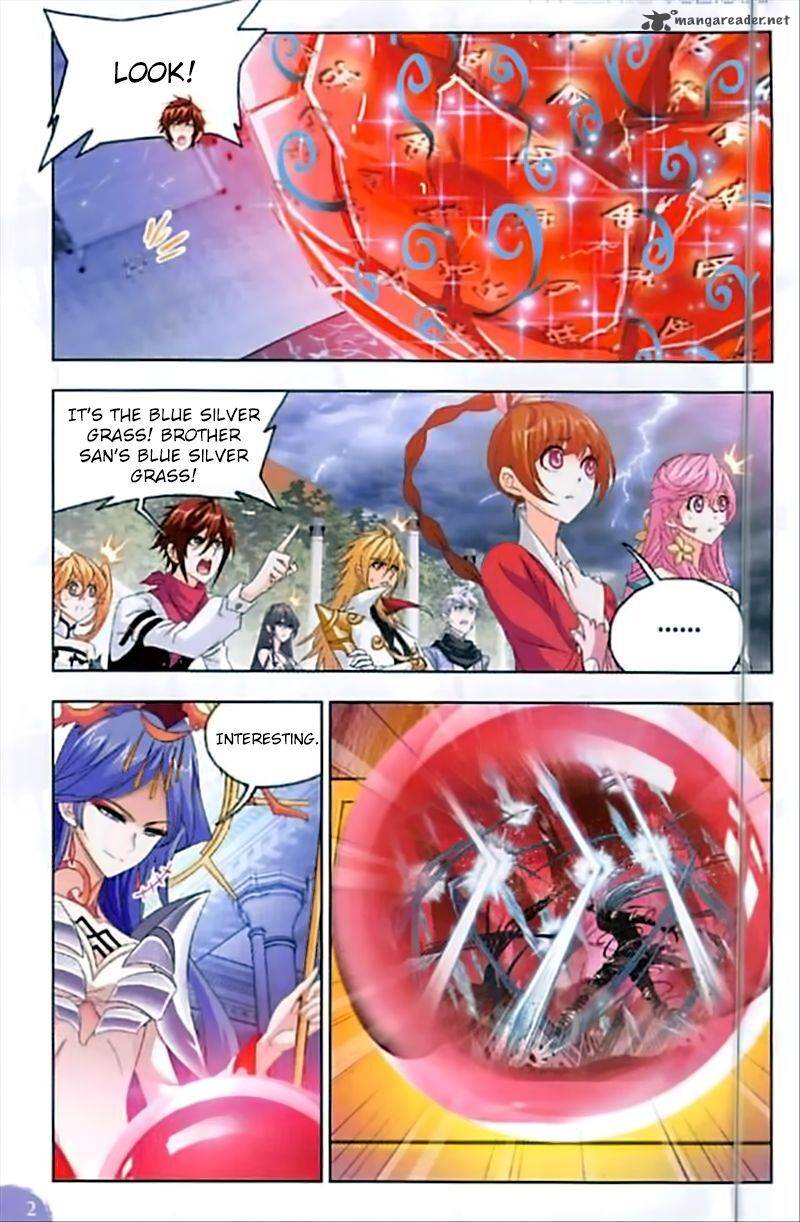 mangareader.net
LOOK!
IT'S THE BLUE SILVER
GRASS! BROTHER
SAN'S BLUE SILVER
GRASS!
......
INTERESTING.
2